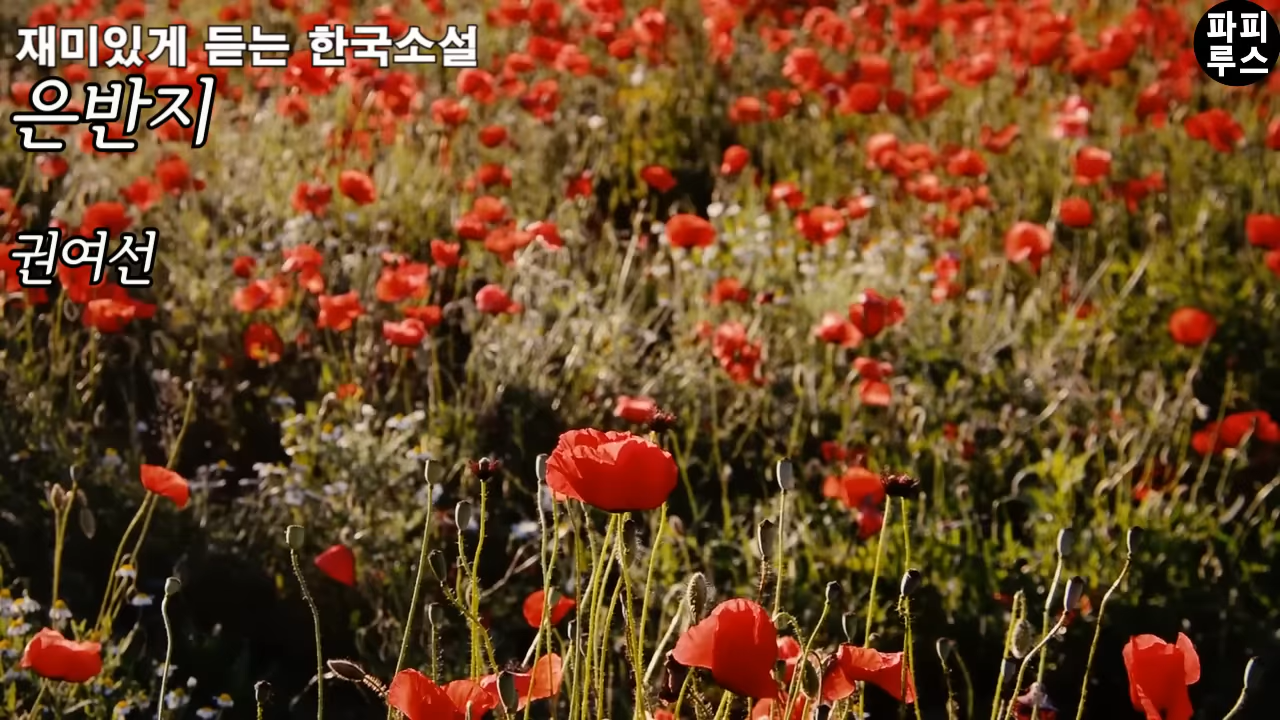 재미있게 듣는 한국소설
은반지
권여선
파피
루스